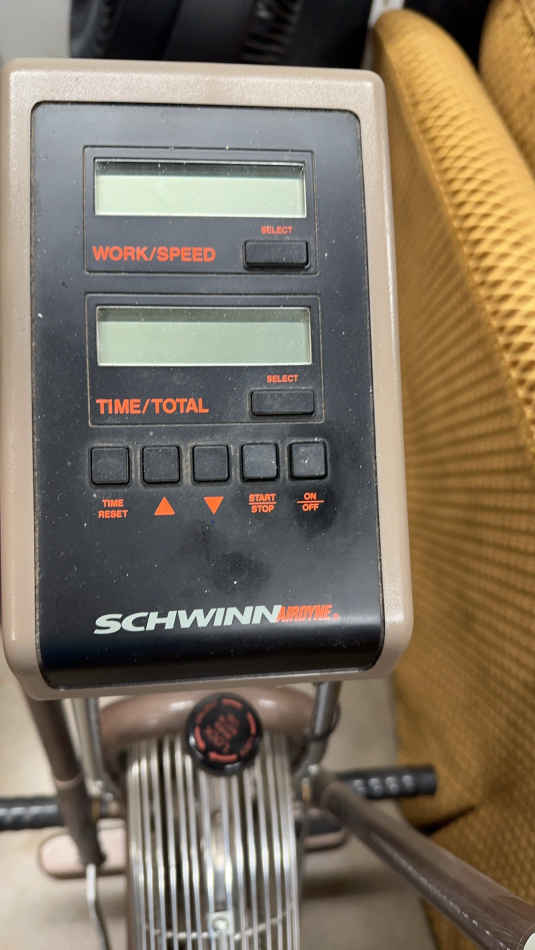 SELECT
WORK/SPEED
SELECT
TIME/TOTAL
TIME
RESET
START
STOP
ON
OFF
SCHWINN AIRDYNE